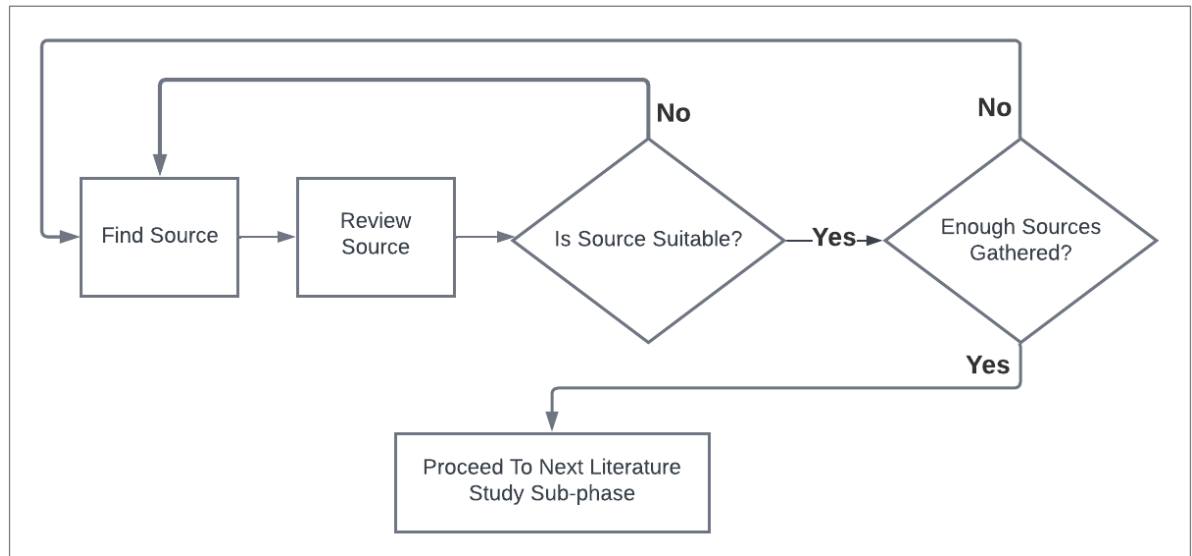 No
No
Find Source
Review
Source
Is Source Suitable?
Yes
Enough Sources
Gathered?
Yes
Proceed To Next Literature
Study Sub-phase